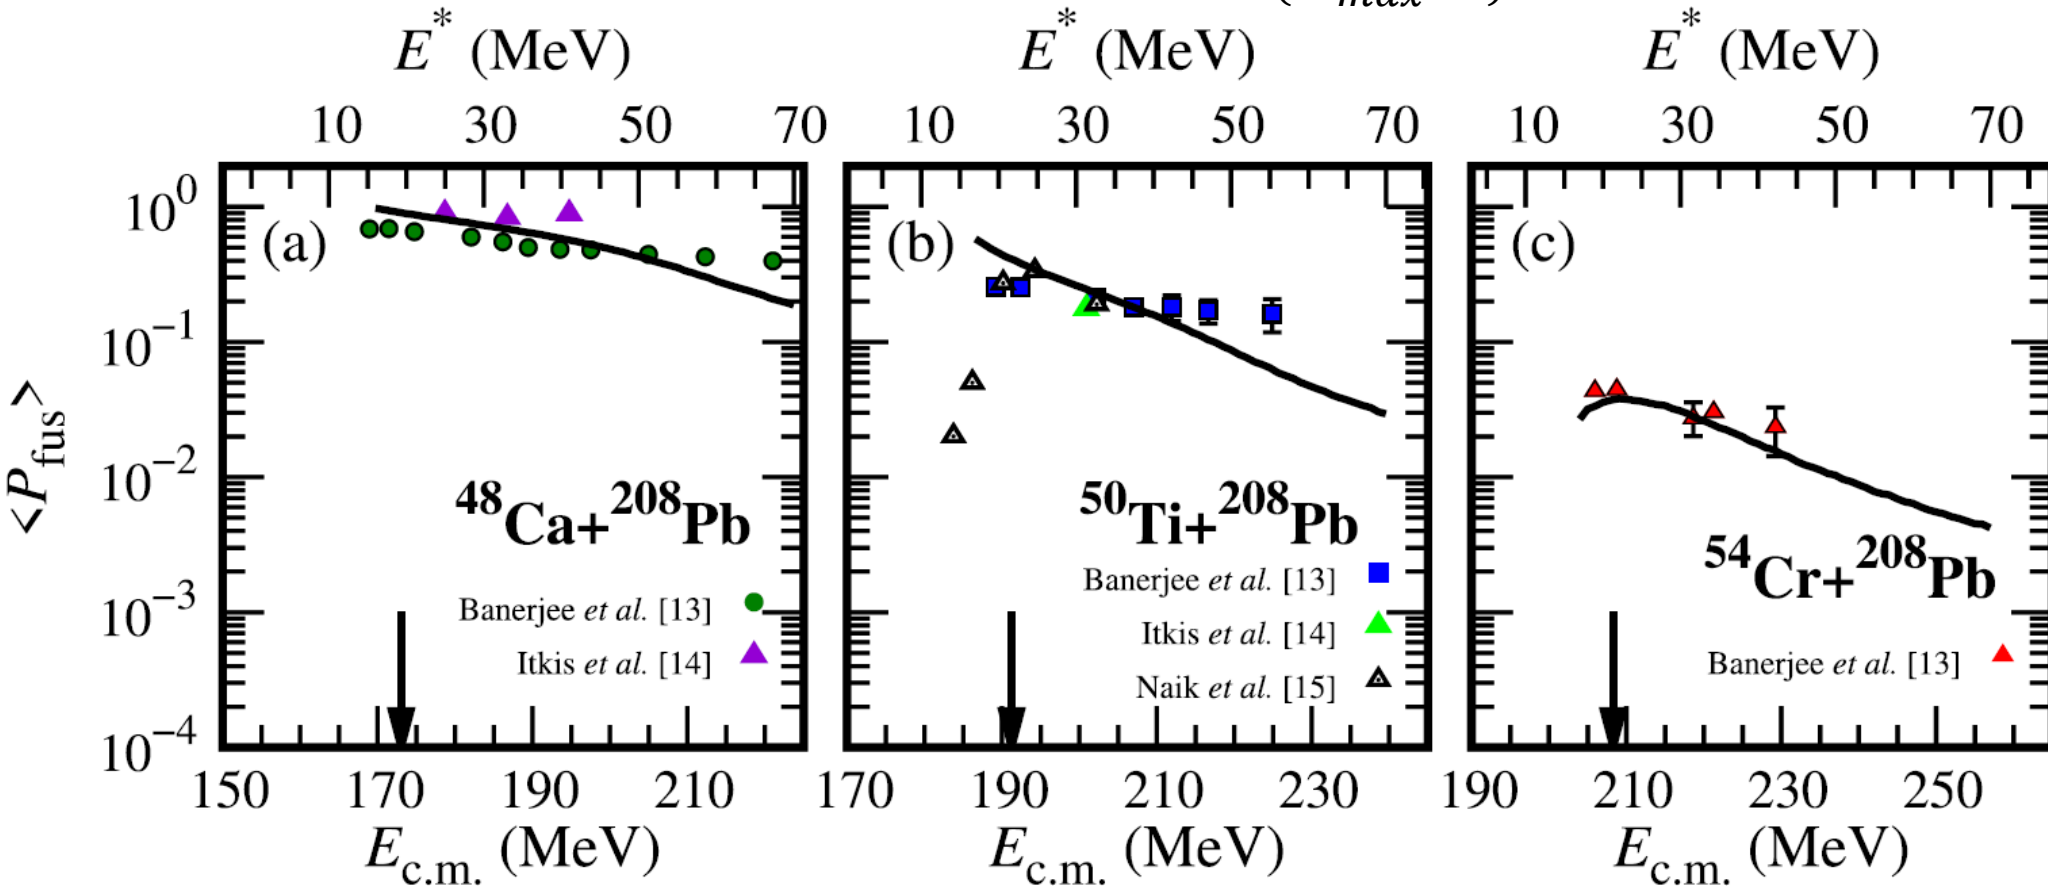 (max )
E* (MeV) E* (MeV) E* (MeV)
10 30 50 70 10 30 50 70 10 30 50 70
<P_fus>
10^0
10^−1
10^−2
10^−3
10^−4
(a)
48Ca+208Pb
Banerjee et al. [13]
Itkis et al. [14]
(b)
50Ti+208Pb
Banerjee et al. [13]
Itkis et al. [14]
Naik et al. [15]
(c)
54Cr+208Pb
Banerjee et al. [13]
150 170 190 210 170 190 210 230 190 210 230 250
E_c.m. (MeV) E_c.m. (MeV) E_c.m. (MeV)